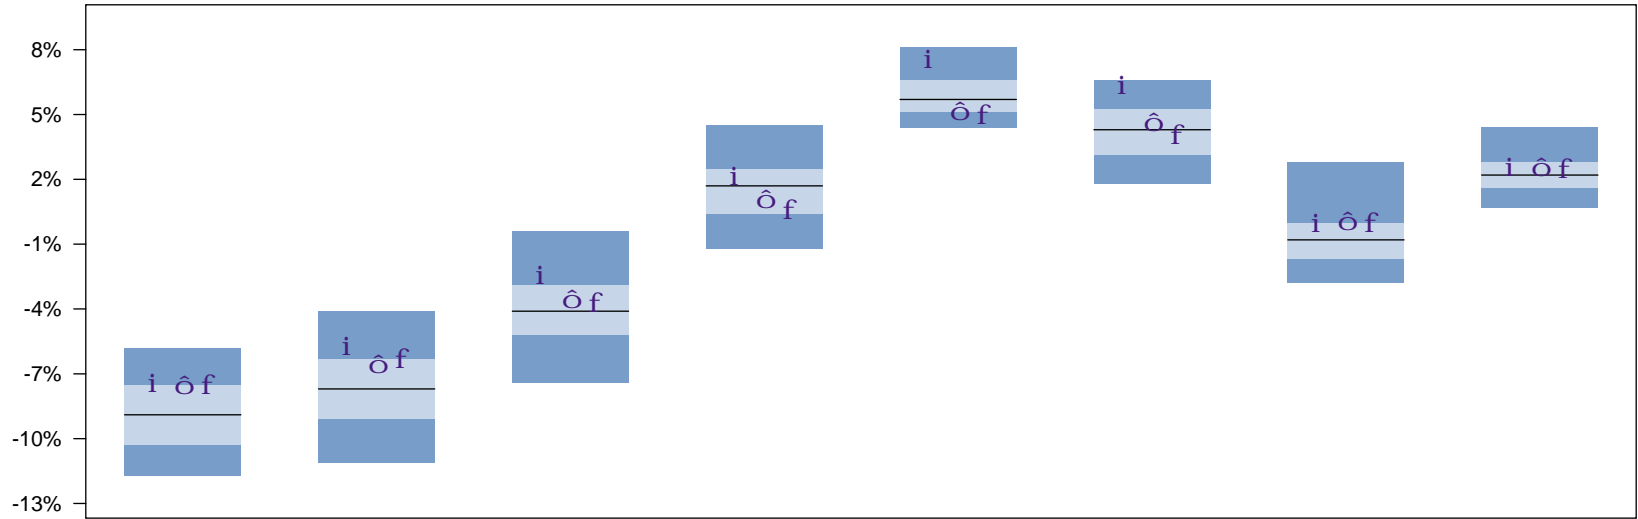 8%
5%
2%
-1%
-4%
-7%
-10%
-13%
i ô f
i ô f
i ô f
i ô f
i ô f
i ô f
i ô f
i ô f